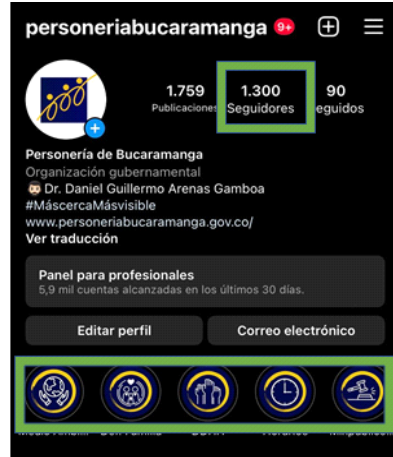 personeriabucaramanga 9+
1.759 1.300 90
Publicaciones Seguidores eguidos
Personería de Bucaramanga
Organización gubernamental
Dr. Daniel Guillermo Arenas Gamboa
#MáscercaMásvisible
www.personeriabucaramanga.gov.co/
Ver traducción
Panel para profesionales
5,9 mil cuentas alcanzadas en los últimos 30 días.
Editar perfil Correo electrónico